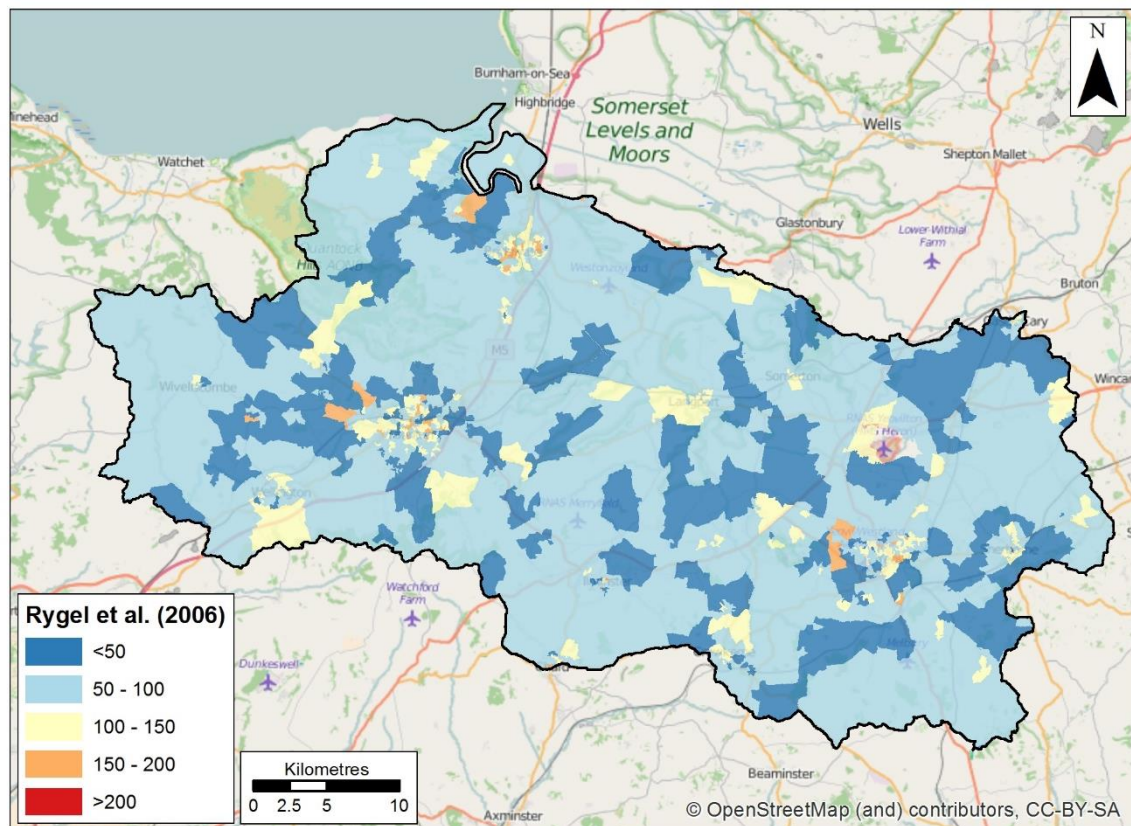 N
Burnham-on-Sea
Highbridge
Somerset
Levels and
Moors
Wells
Shepton Mallet
Watchet
Glastonbury
Lower Withial
Farm
Bruton
Westonzoyland
M5
Wiveliscombe
Somerton
Langport
RNAS Merryfield
Watchford
Farm
Dunkeswell
Beaminster
Axminster
Rygel et al. (2006)
<50
50 - 100
100 - 150
150 - 200
>200
Kilometres
0 2.5 5 10
© OpenStreetMap (and) contributors, CC-BY-SA